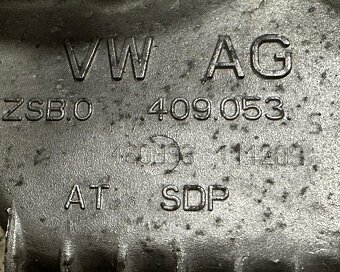 VW AG
ZSB.0 409.053.
AT SDP